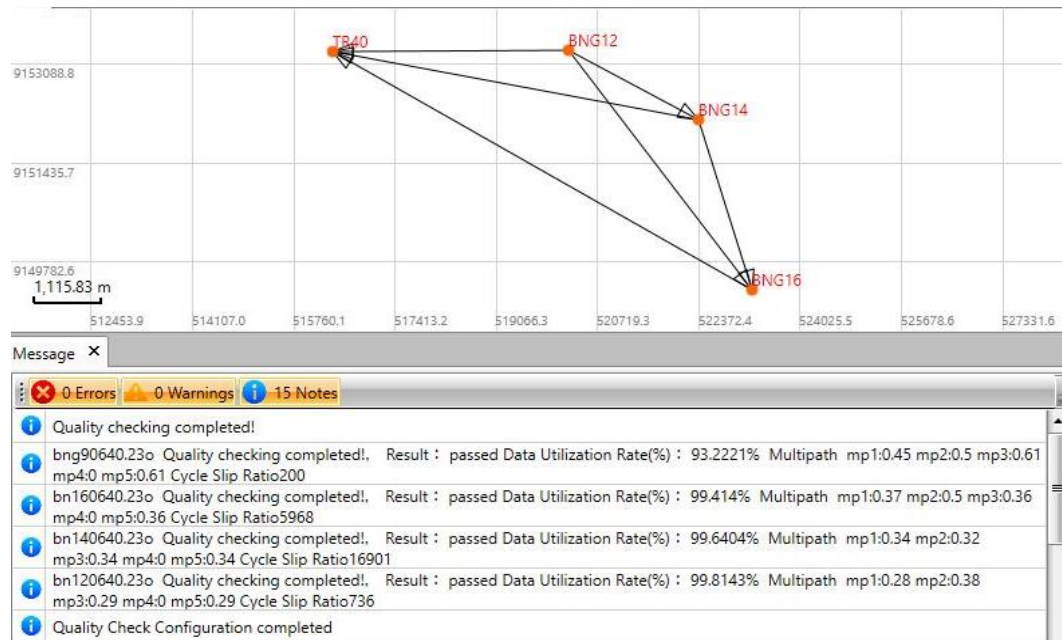 TR40
BNG12
9153088.8
BNG14
9151435.7
9149782.6
BNG16
1,115.83 m
512453.9 514107.0 515760.1 517413.2 519066.3 520719.3 522372.4 524025.5 525678.6 527331.6
Message ×
0 Errors 0 Warnings 15 Notes
Quality checking completed!
bng90640.23o Quality checking completed!, Result : passed Data Utilization Rate(%) : 93.2221% Multipath mp1:0.45 mp2:0.5 mp3:0.61
mp4:0 mp5:0.61 Cycle Slip Ratio200
bn160640.23o Quality checking completed!, Result : passed Data Utilization Rate(%) : 99.414% Multipath mp1:0.37 mp2:0.5 mp3:0.36
mp4:0 mp5:0.36 Cycle Slip Ratio5968
bn140640.23o Quality checking completed!, Result : passed Data Utilization Rate(%) : 99.6404% Multipath mp1:0.34 mp2:0.32
mp3:0.34 mp4:0 mp5:0.34 Cycle Slip Ratio16901
bn120640.23o Quality checking completed!, Result : passed Data Utilization Rate(%) : 99.8143% Multipath mp1:0.28 mp2:0.38
mp3:0.29 mp4:0 mp5:0.29 Cycle Slip Ratio736
Quality Check Configuration completed